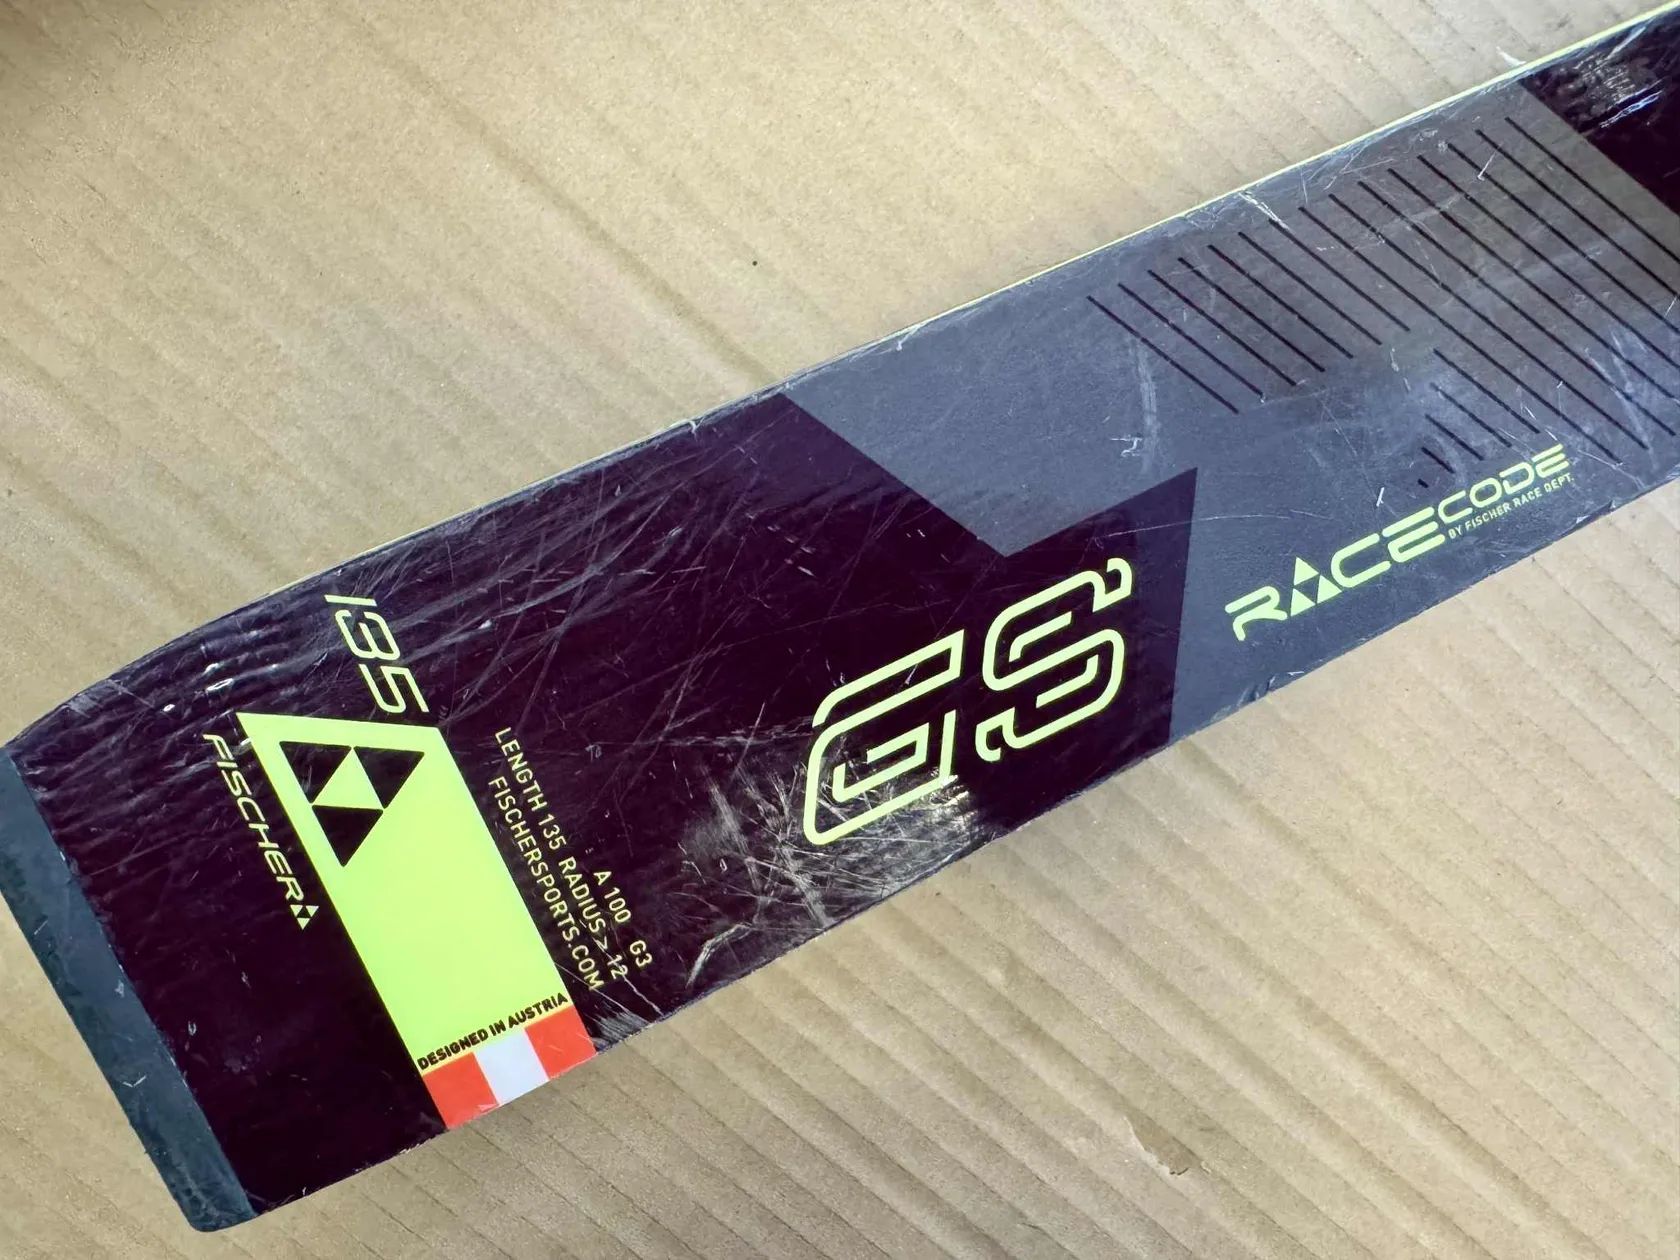 135
FISCHER
A 100 G3
LENGTH 135 RADIUS > 12
FISCHERSPORTS.COM
DESIGNED IN AUSTRIA
GS
RACECODE
BY FISCHER RACE DEPT.